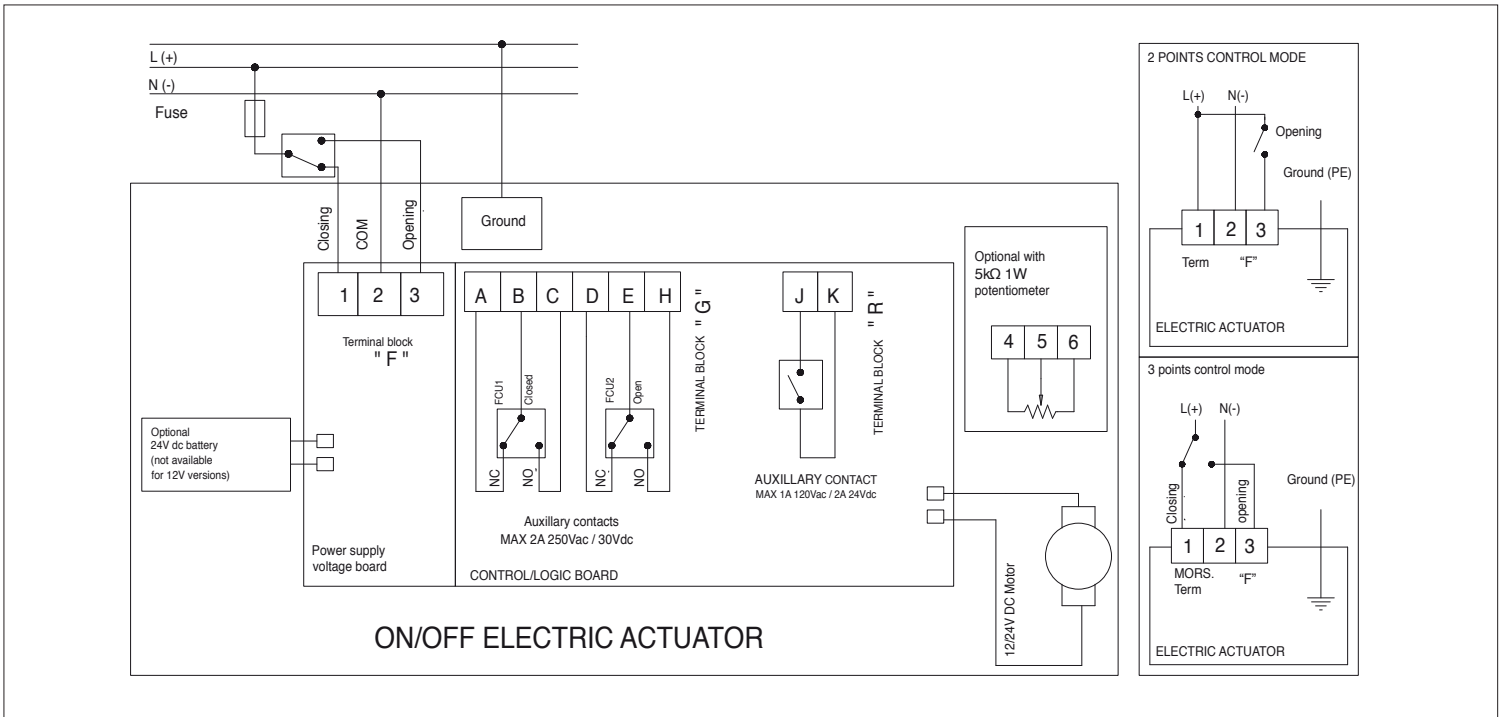 L (+)
N (-)
Fuse
Closing
COM
Opening
Ground
1 2 3
Terminal block
" F "
A B C D E H
TERMINAL BLOCK " G "
FCU1
Closed
FCU2
Open
NC
NO
NC
NO
Auxillary contacts
MAX 2A 250Vac / 30Vdc
J K
TERMINAL BLOCK " R "
AUXILLARY CONTACT
MAX 1A 120Vac / 2A 24Vdc
Optional with
5kΩ 1W
potentiometer
4 5 6
Optional
24V dc battery
(not available
for 12V versions)
Power supply
voltage board
CONTROL/LOGIC BOARD
12/24V DC Motor
ON/OFF ELECTRIC ACTUATOR
2 POINTS CONTROL MODE
L(+) N(-)
Opening
Ground (PE)
1 2 3
Term “F”
ELECTRIC ACTUATOR
3 points control mode
L(+) N(-)
Ground (PE)
Closing
opening
1 2 3
MORS.
Term “F”
ELECTRIC ACTUATOR